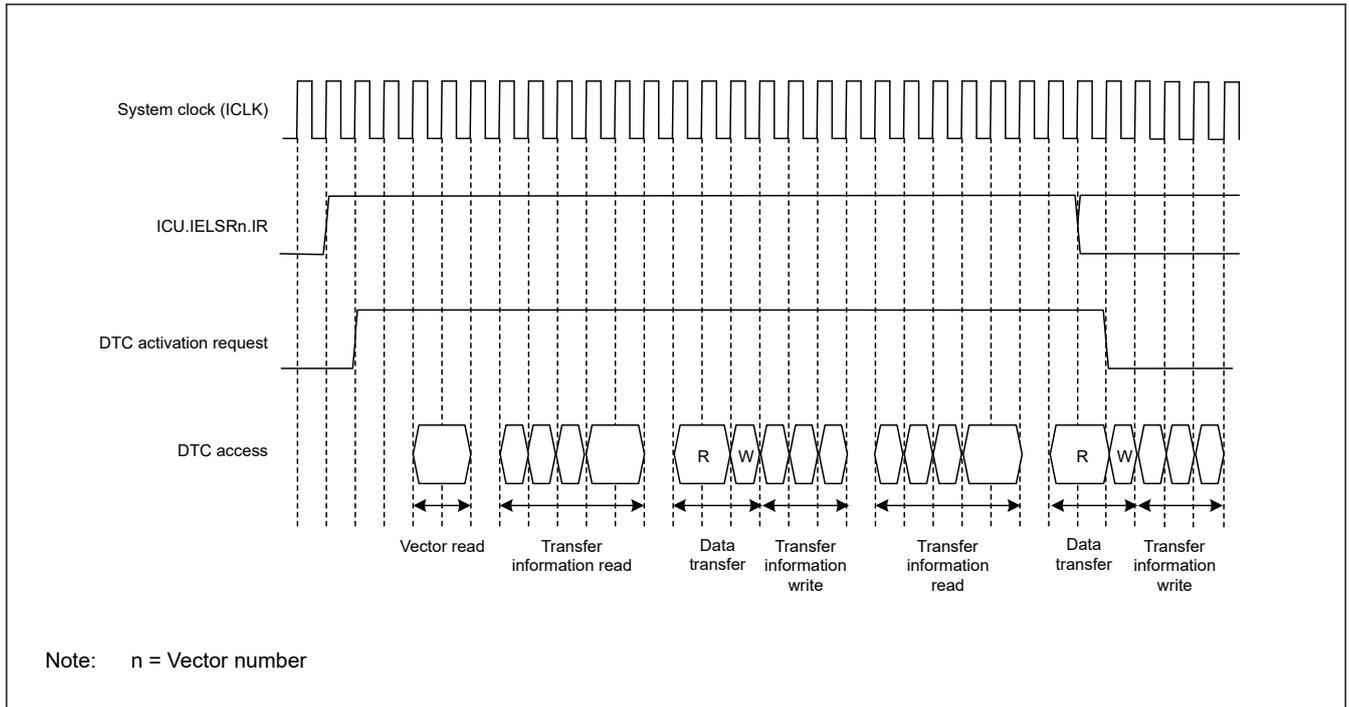 System clock (ICLK)
ICU.IELSRn.IR
DTC activation request
DTC access
R
W
R
W
Vector read
Transfer
information read
Data
transfer
Transfer
information
write
Transfer
information
read
Data
transfer
Transfer
information
write
Note: n = Vector number